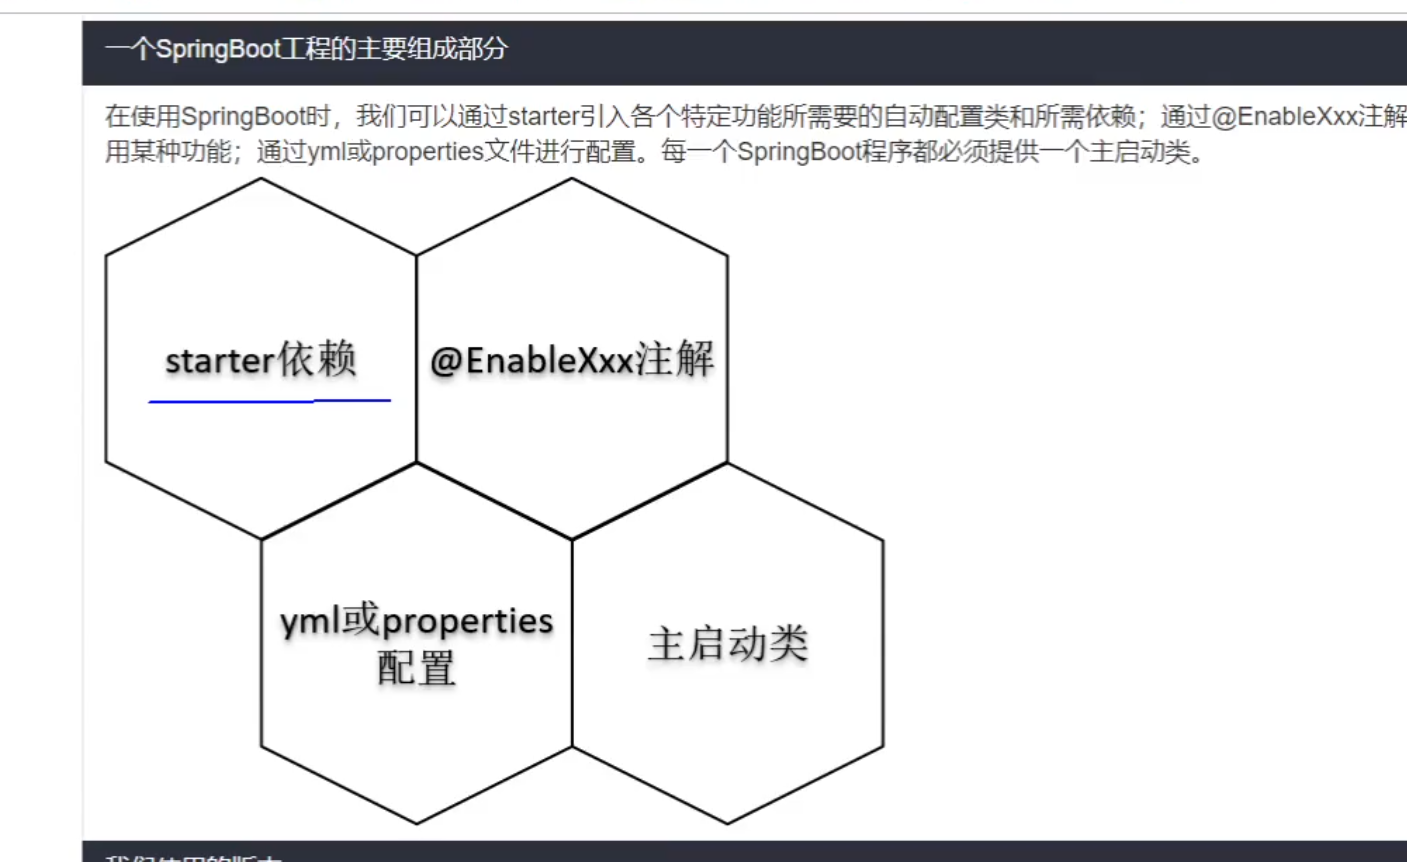 一个SpringBoot工程的主要组成部分
在使用SpringBoot时，我们可以通过starter引入各个特定功能所需要的自动配置类和所需依赖；通过@EnableXxx注解
用某种功能；通过yml或properties文件进行配置。每一个SpringBoot程序都必须提供一个主启动类。
starter依赖
@EnableXxx注解
yml或properties
配置
主启动类
我们使用的版本